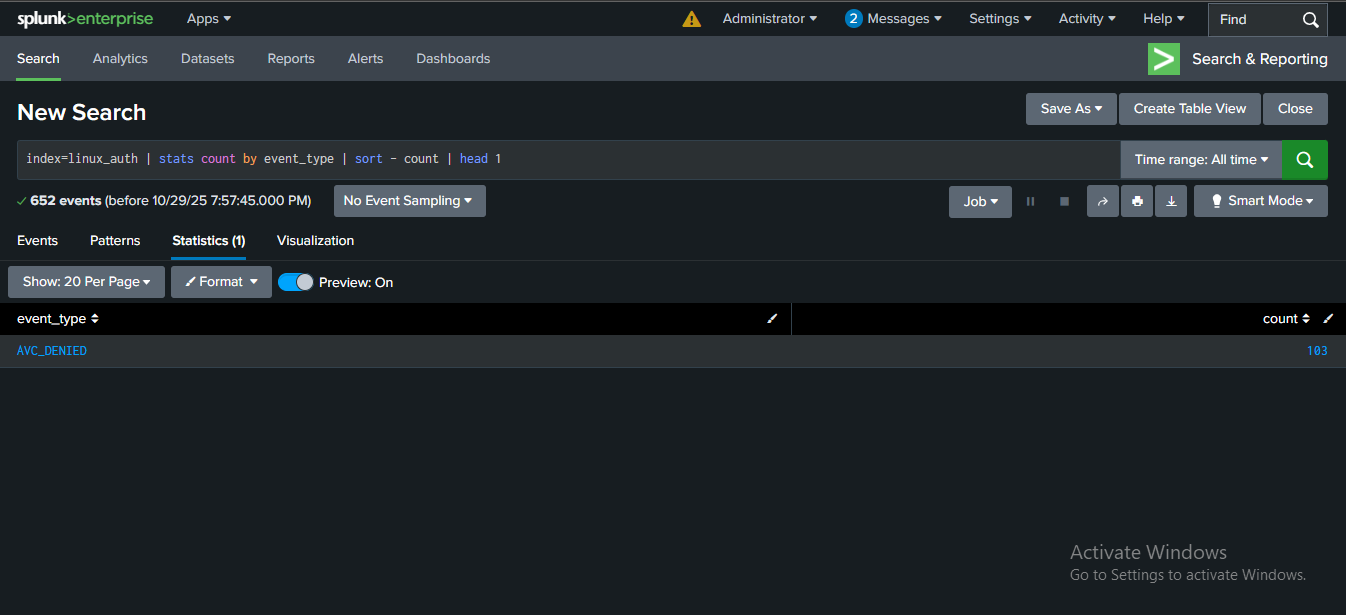 splunk>enterprise Apps Administrator 2 Messages Settings Activity Help Find
Search Analytics Datasets Reports Alerts Dashboards Search & Reporting
New Search Save As Create Table View Close
index=linux_auth | stats count by event_type | sort - count | head 1 Time range: All time
652 events (before 10/29/25 7:57:45.000 PM) No Event Sampling Job Smart Mode
Events Patterns Statistics (1) Visualization
Show: 20 Per Page Format Preview: On
event_type count
AVC_DENIED 103
Activate Windows
Go to Settings to activate Windows.